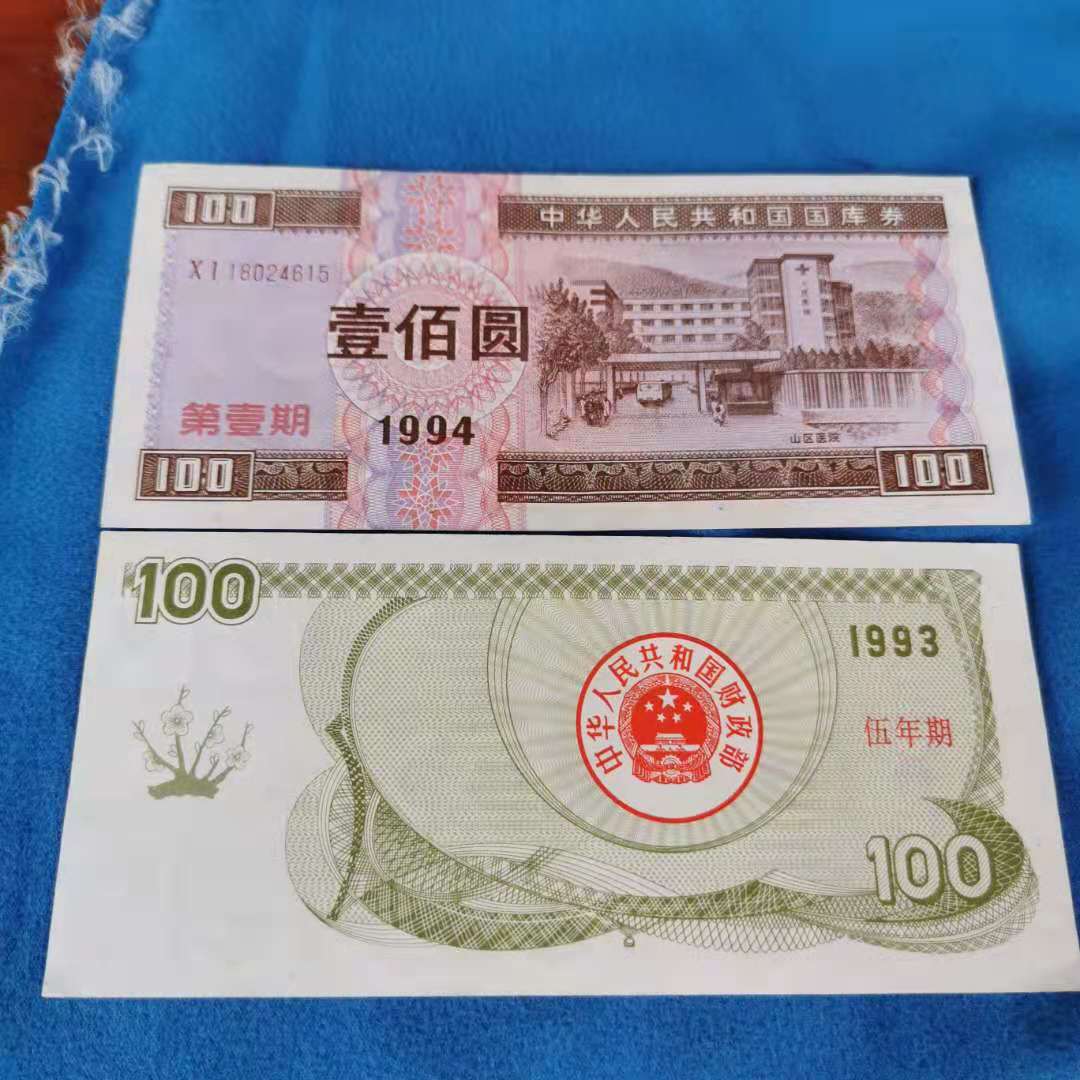 100
中华人民共和国国库券
X I 18024615
壹佰圆
第壹期
1994
山区医院
100
100
100
1993
中华人民共和国财政部
伍年期
100